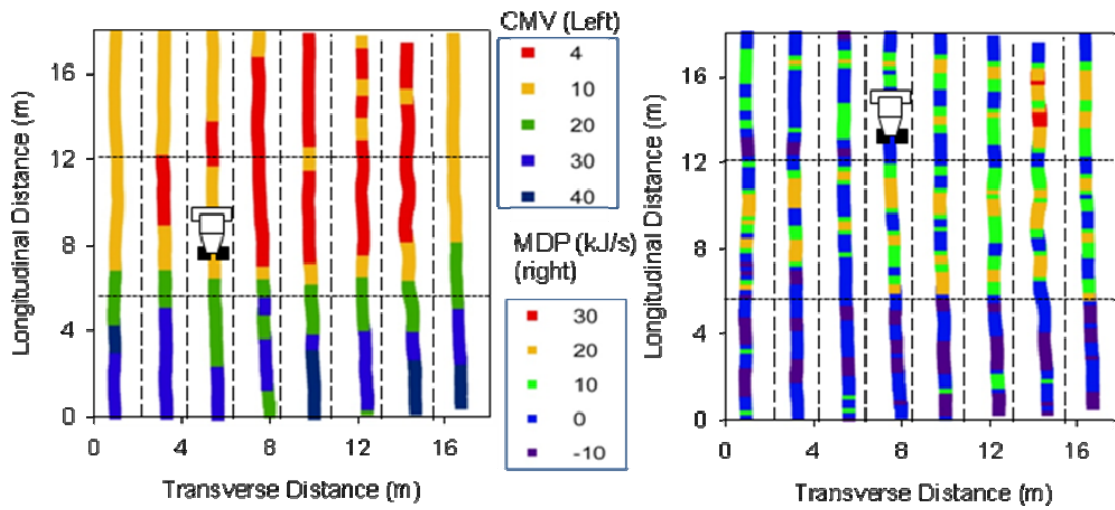 CMV (Left)
4
10
20
30
40
MDP (kJ/s)
(right)
30
20
10
0
-10
Longitudinal Distance (m)
16
12
8
4
0
0 4 8 12 16
Transverse Distance (m)
Longitudinal Distance (m)
16
12
8
4
0
0 4 8 12 16
Transverse Distance (m)